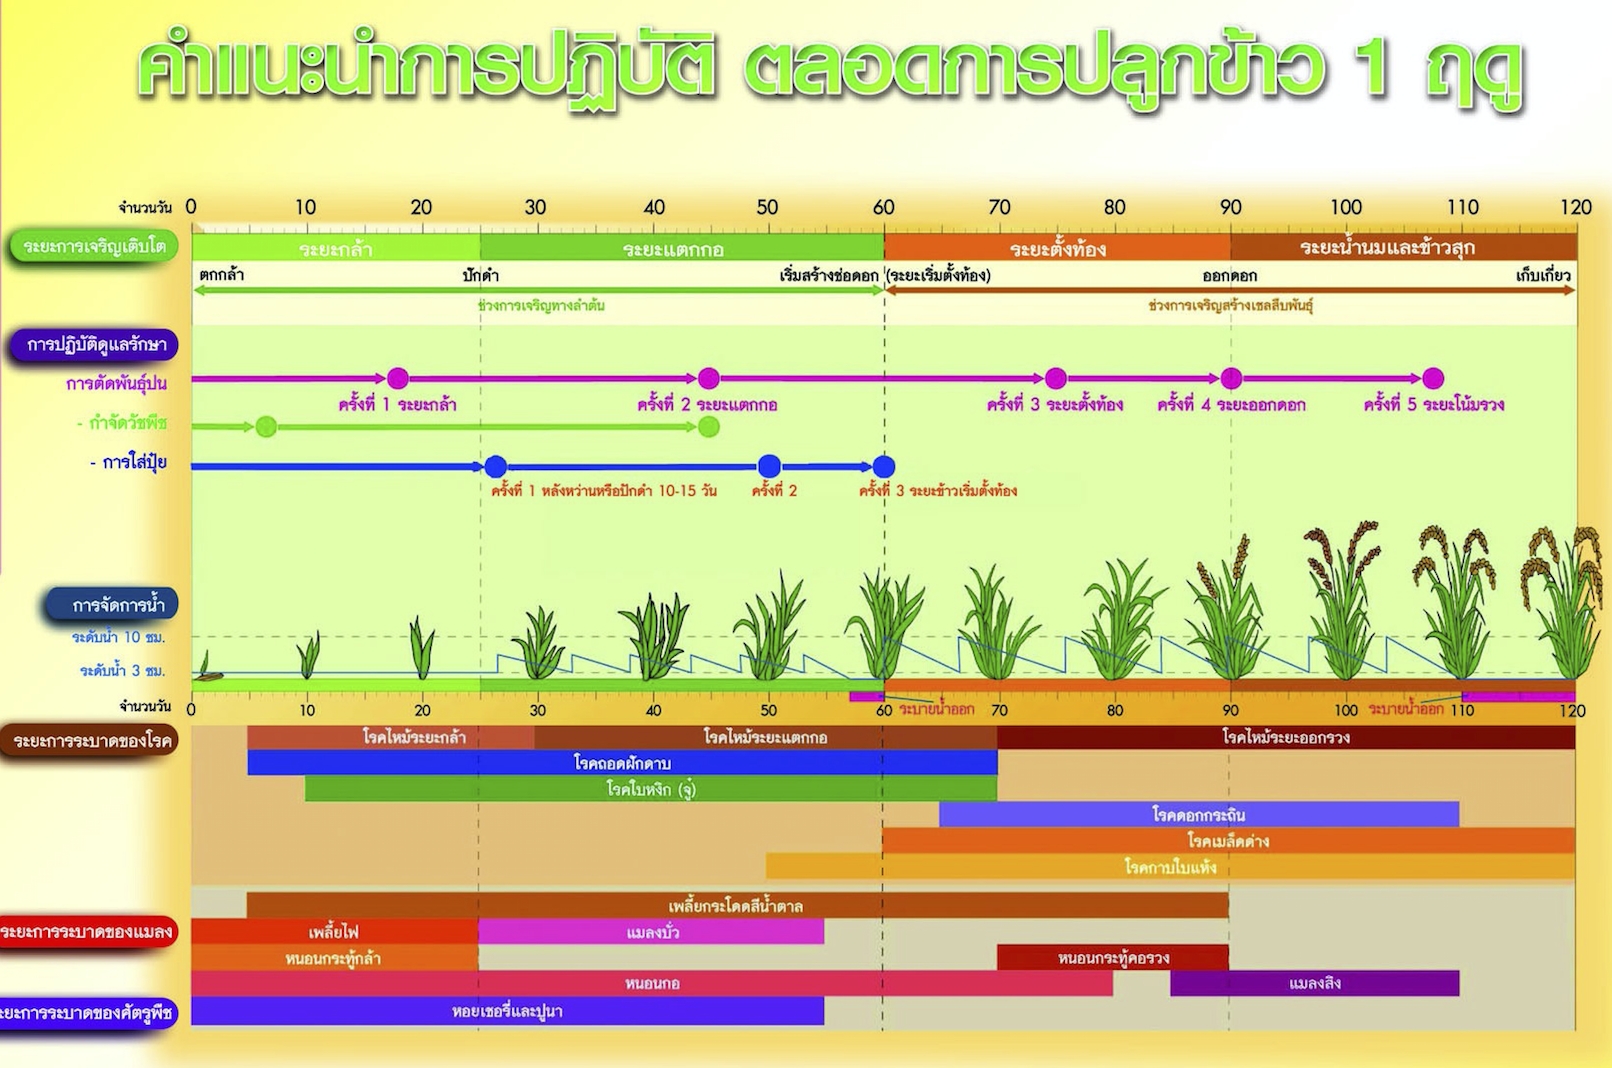 คำแนะนำการปฏิบัติ ตลอดการปลูกข้าว 1 ฤดู
จำนวนวัน 0 10 20 30 40 50 60 70 80 90 100 110 120
ระยะการเจริญเติบโต ระยะกล้า ระยะแตกกอ ระยะตั้งท้อง ระยะน้ำนมและข้าวสุก
ตกกล้า ปักดำ เริ่มสร้างช่อดอก (ระยะเริ่มตั้งท้อง) ออกดอก เก็บเกี่ยว
ช่วงการเจริญทางลำต้น ช่วงการเจริญสร้างเซลสืบพันธุ์
การปฏิบัติดูแลรักษา
การตัดพันธุ์ปน
ครั้งที่ 1 ระยะกล้า ครั้งที่ 2 ระยะแตกกอ ครั้งที่ 3 ระยะตั้งท้อง ครั้งที่ 4 ระยะออกดอก ครั้งที่ 5 ระยะโน้มรวง
- กำจัดวัชพืช
- การใส่ปุ๋ย
ครั้งที่ 1 หลังหว่านหรือปักดำ 10-15 วัน ครั้งที่ 2 ครั้งที่ 3 ระยะข้าวเริ่มตั้งท้อง
การจัดการน้ำ
ระดับน้ำ 10 ซม.
ระดับน้ำ 3 ซม.
จำนวนวัน 0 10 20 30 40 50 60 ระบายน้ำออก 70 80 90 100 ระบายน้ำออก 110 120
ระยะการระบาดของโรค โรคไหม้ระยะกล้า โรคไหม้ระยะแตกกอ โรคไหม้ระยะออกรวง
โรคถอดฝักดาบ
โรคใบหงิก (จู๋)
โรคดอกกระถิน
โรคเมล็ดด่าง
โรคกาบใบแห้ง
เพลี้ยกระโดดสีน้ำตาล
ระยะการระบาดของแมลง เพลี้ยไฟ แมลงบั่ว
หนอนกระทู้กล้า หนอนกระทู้คอรวง
หนอนกอ แมลงสิง
ระยะการระบาดของศัตรูพืช หอยเชอรี่และปูนา